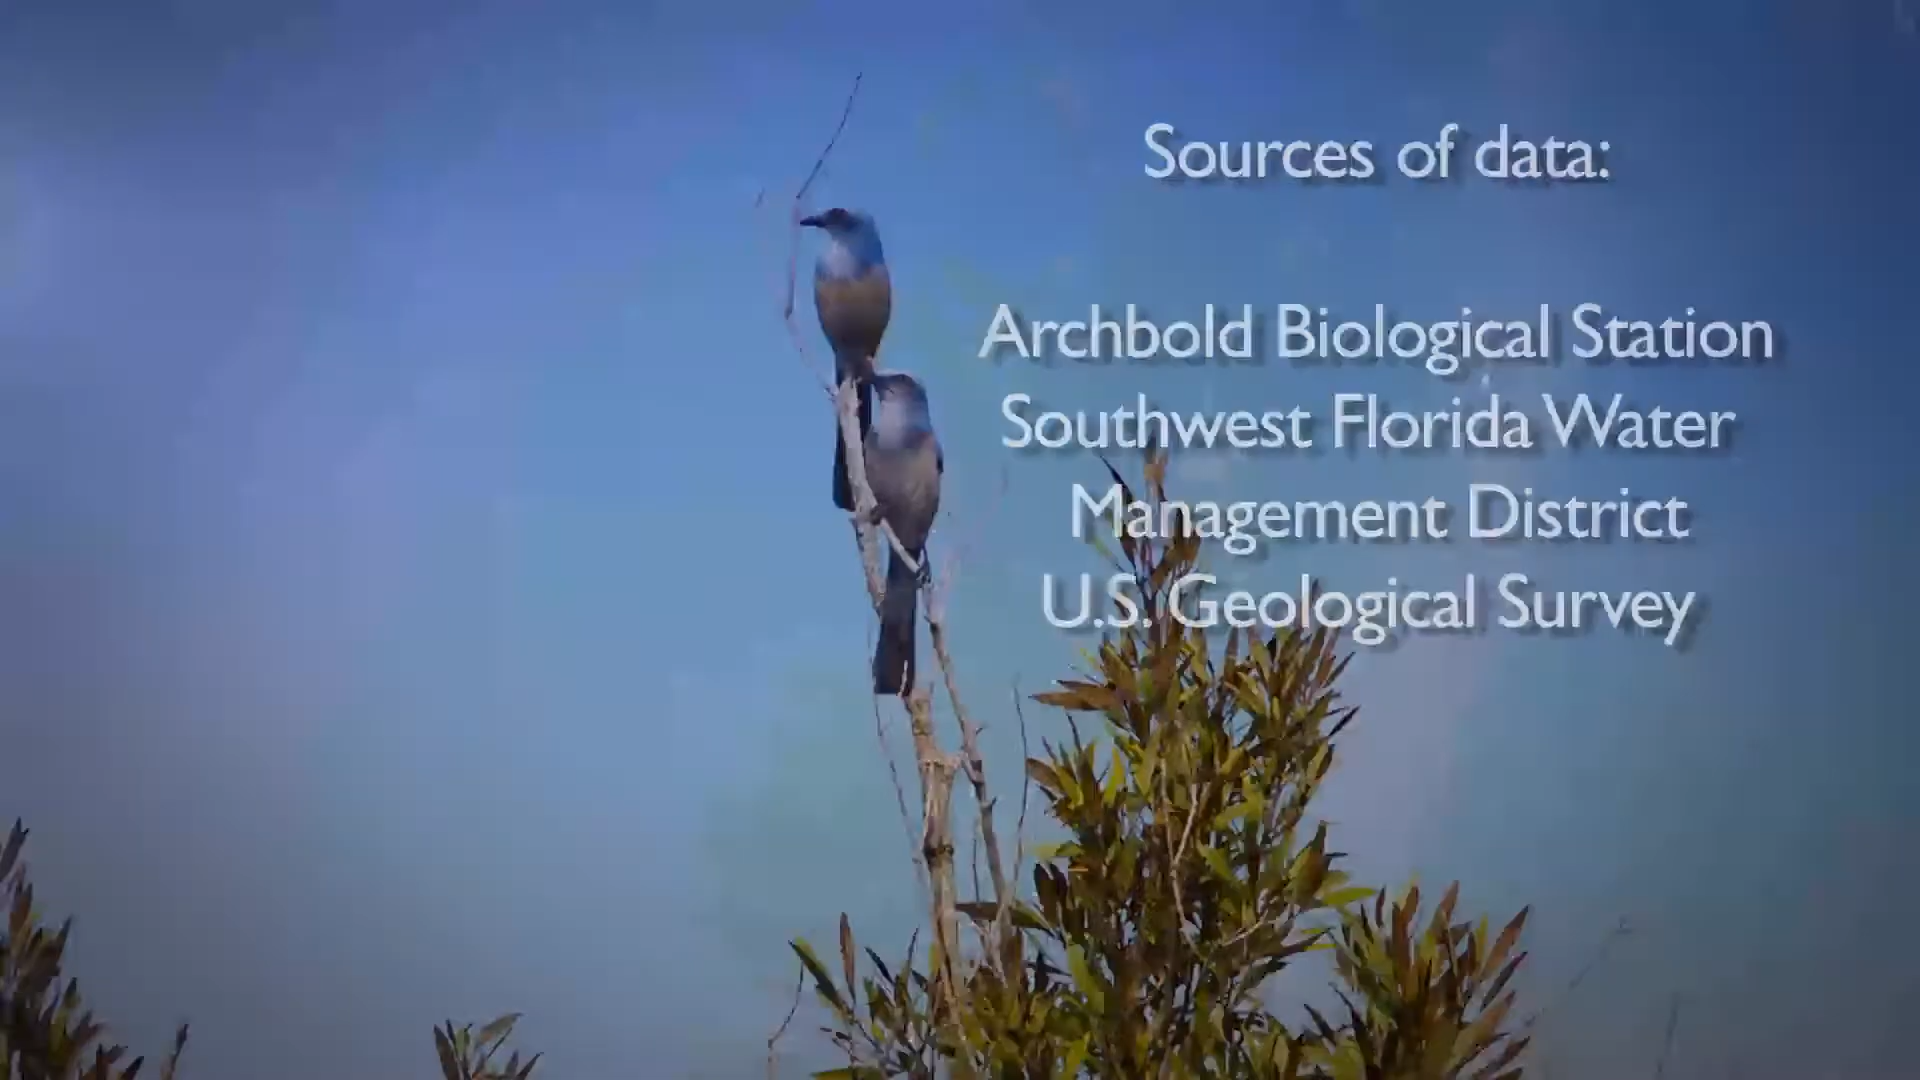 Sources of data:
Archbold Biological Station
Southwest Florida Water
Management District
U.S. Geological Survey